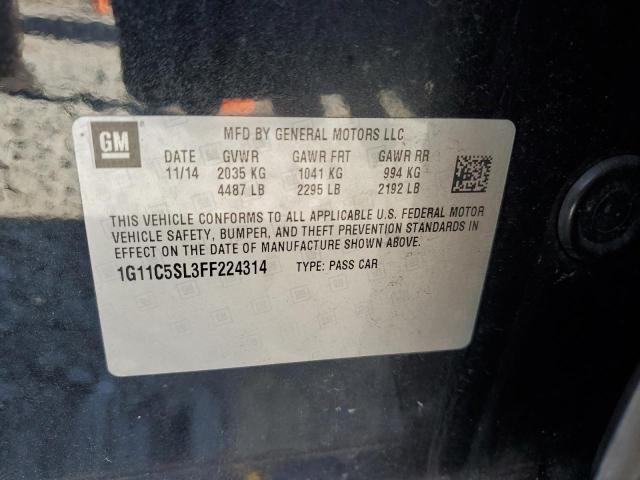 GM
MFD BY GENERAL MOTORS LLC
DATE GVWR GAWR FRT GAWR RR
11/14 2035 KG 1041 KG 994 KG
4487 LB 2295 LB 2192 LB
THIS VEHICLE CONFORMS TO ALL APPLICABLE U.S. FEDERAL MOTOR
VEHICLE SAFETY, BUMPER, AND THEFT PREVENTION STANDARDS IN
EFFECT ON THE DATE OF MANUFACTURE SHOWN ABOVE.
1G11C5SL3FF224314 TYPE: PASS CAR